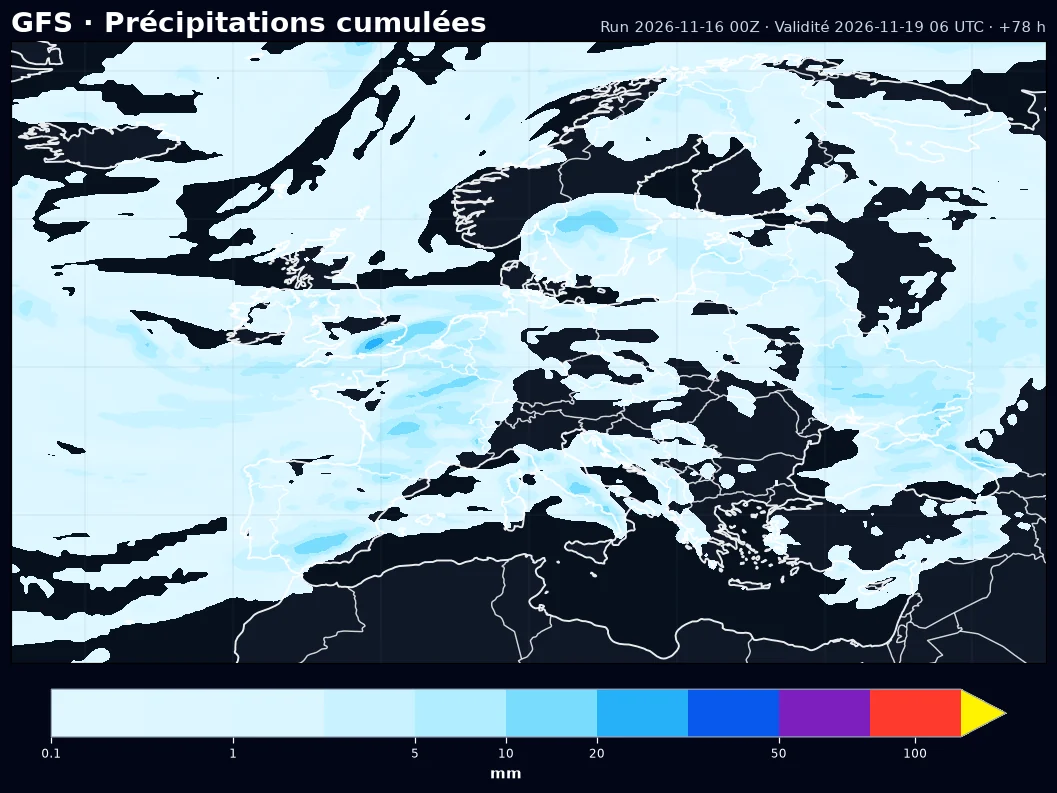 GFS · Précipitations cumulées
Run 2026-11-16 00Z · Validité 2026-11-19 06 UTC · +78 h
0.1 1 5 10 20 50 100
mm